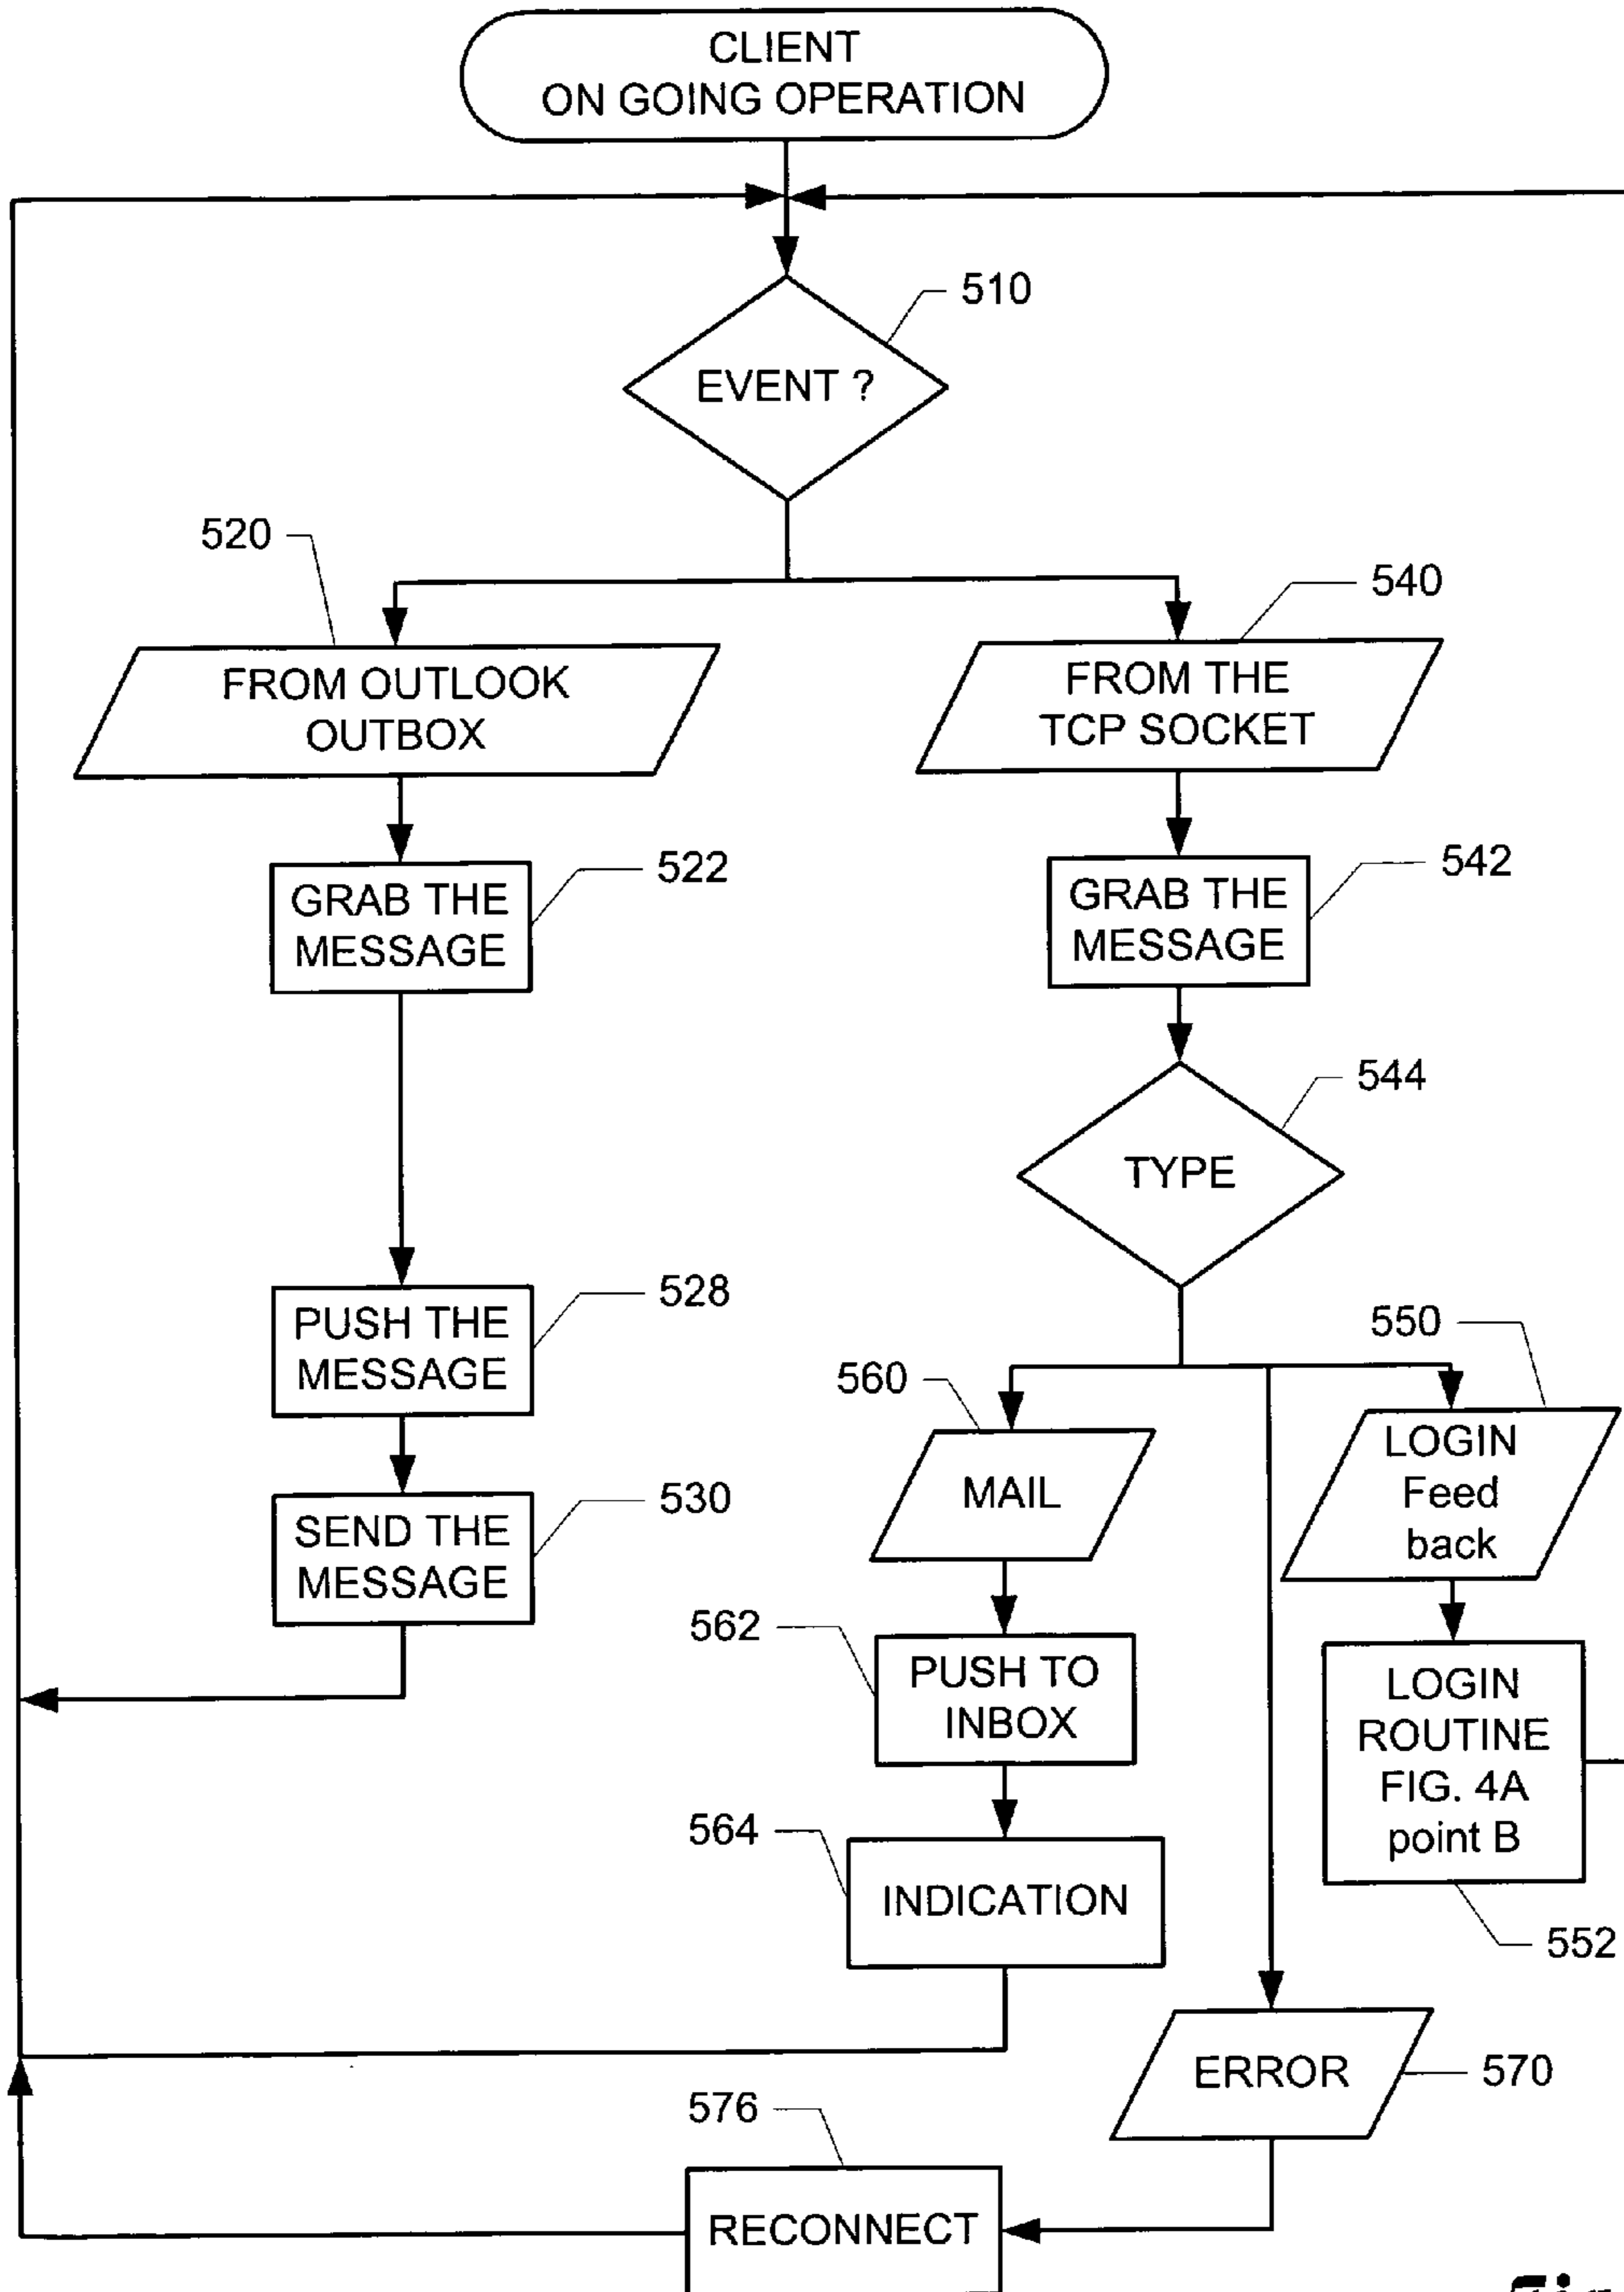 CLIENT
ON GOING OPERATION
510
EVENT ?
520
540
FROM OUTLOOK
OUTBOX
FROM THE
TCP SOCKET
522
542
GRAB THE
MESSAGE
GRAB THE
MESSAGE
544
TYPE
528
PUSH THE
MESSAGE
550
560
LOGIN
Feed
back
MAIL
530
SEND THE
MESSAGE
562
PUSH TO
INBOX
LOGIN
ROUTINE
FIG. 4A
point B
564
INDICATION
552
ERROR
570
576
RECONNECT